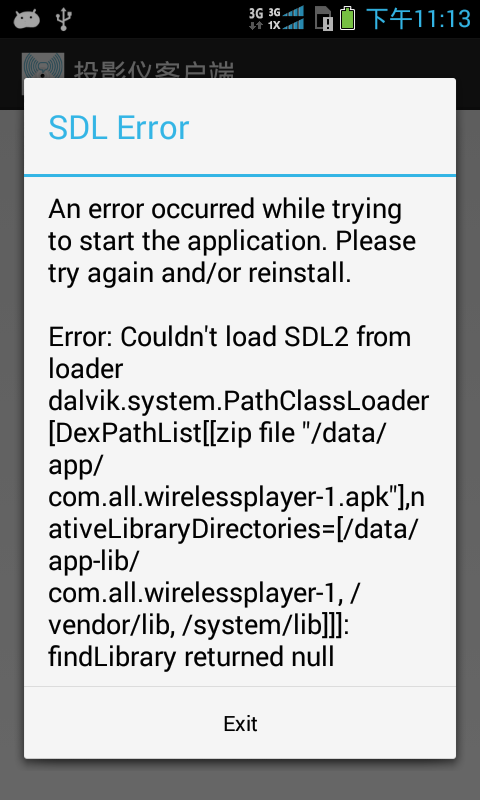 3G 3G 1X 下午11:13
投影仪客户端
SDL Error
An error occurred while trying
to start the application. Please
try again and/or reinstall.
Error: Couldn't load SDL2 from
loader
dalvik.system.PathClassLoader
[DexPathList[[zip file "/data/
app/
com.all.wirelessplayer-1.apk"],n
ativeLibraryDirectories=[/data/
app-lib/
com.all.wirelessplayer-1, /
vendor/lib, /system/lib]]]:
findLibrary returned null
Exit